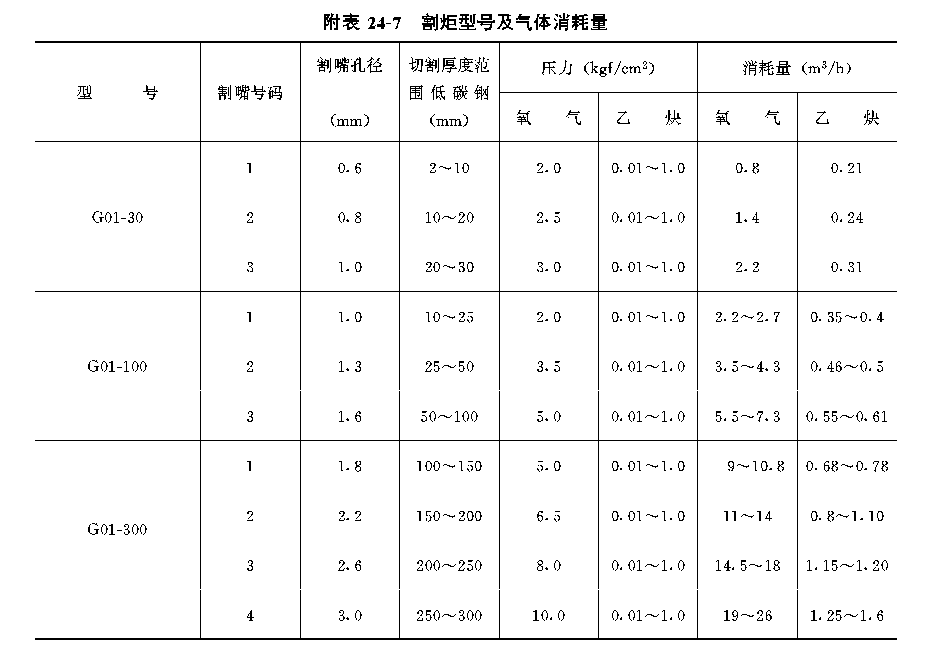 附表 24-7 割炬型号及气体消耗量
型 号 割嘴号码 割嘴孔径 (mm) 切割厚度范围低碳钢 (mm) 压力 (kgf/cm²) 消耗量 (m³/h)
氧 气 乙 炔 氧 气 乙 炔
1 0.6 2～10 2.0 0.01～1.0 0.8 0.21
G01-30 2 0.8 10～20 2.5 0.01～1.0 1.4 0.24
3 1.0 20～30 3.0 0.01～1.0 2.2 0.31
1 1.0 10～25 2.0 0.01～1.0 2.2～2.7 0.35～0.4
G01-100 2 1.3 25～50 3.5 0.01～1.0 3.5～4.3 0.46～0.5
3 1.6 50～100 5.0 0.01～1.0 5.5～7.3 0.55～0.61
1 1.8 100～150 5.0 0.01～1.0 9～10.8 0.68～0.78
G01-300 2 2.2 150～200 6.5 0.01～1.0 11～14 0.8～1.10
3 2.6 200～250 8.0 0.01～1.0 14.5～18 1.15～1.20
4 3.0 250～300 10.0 0.01～1.0 19～26 1.25～1.6